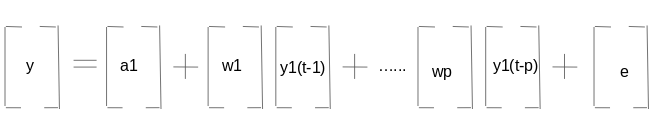 y = a1 + w1 y1(t-1) + ...... wp y1(t-p) + e